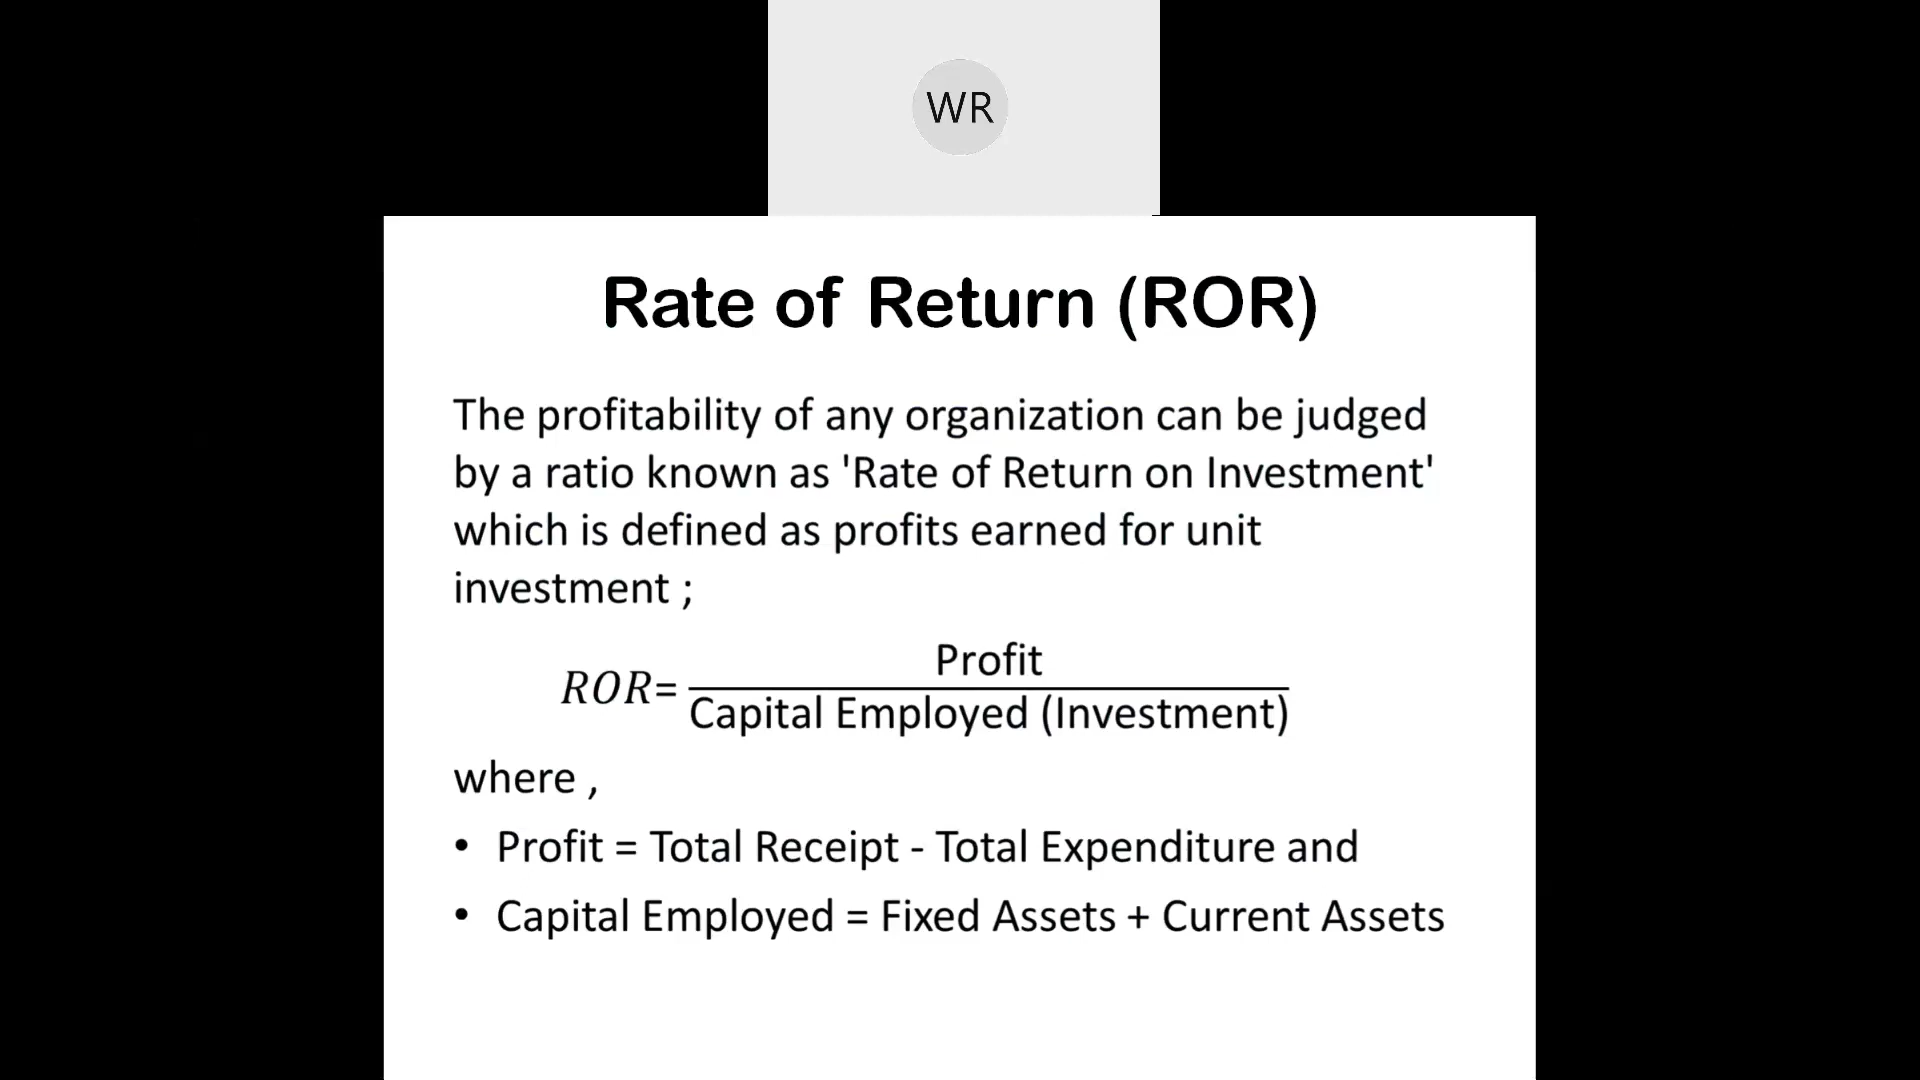 WR
Rate of Return (ROR)
The profitability of any organization can be judged
by a ratio known as 'Rate of Return on Investment'
which is defined as profits earned for unit
investment ;
ROR= Profit
Capital Employed (Investment)
where ,
• Profit = Total Receipt - Total Expenditure and
• Capital Employed = Fixed Assets + Current Assets